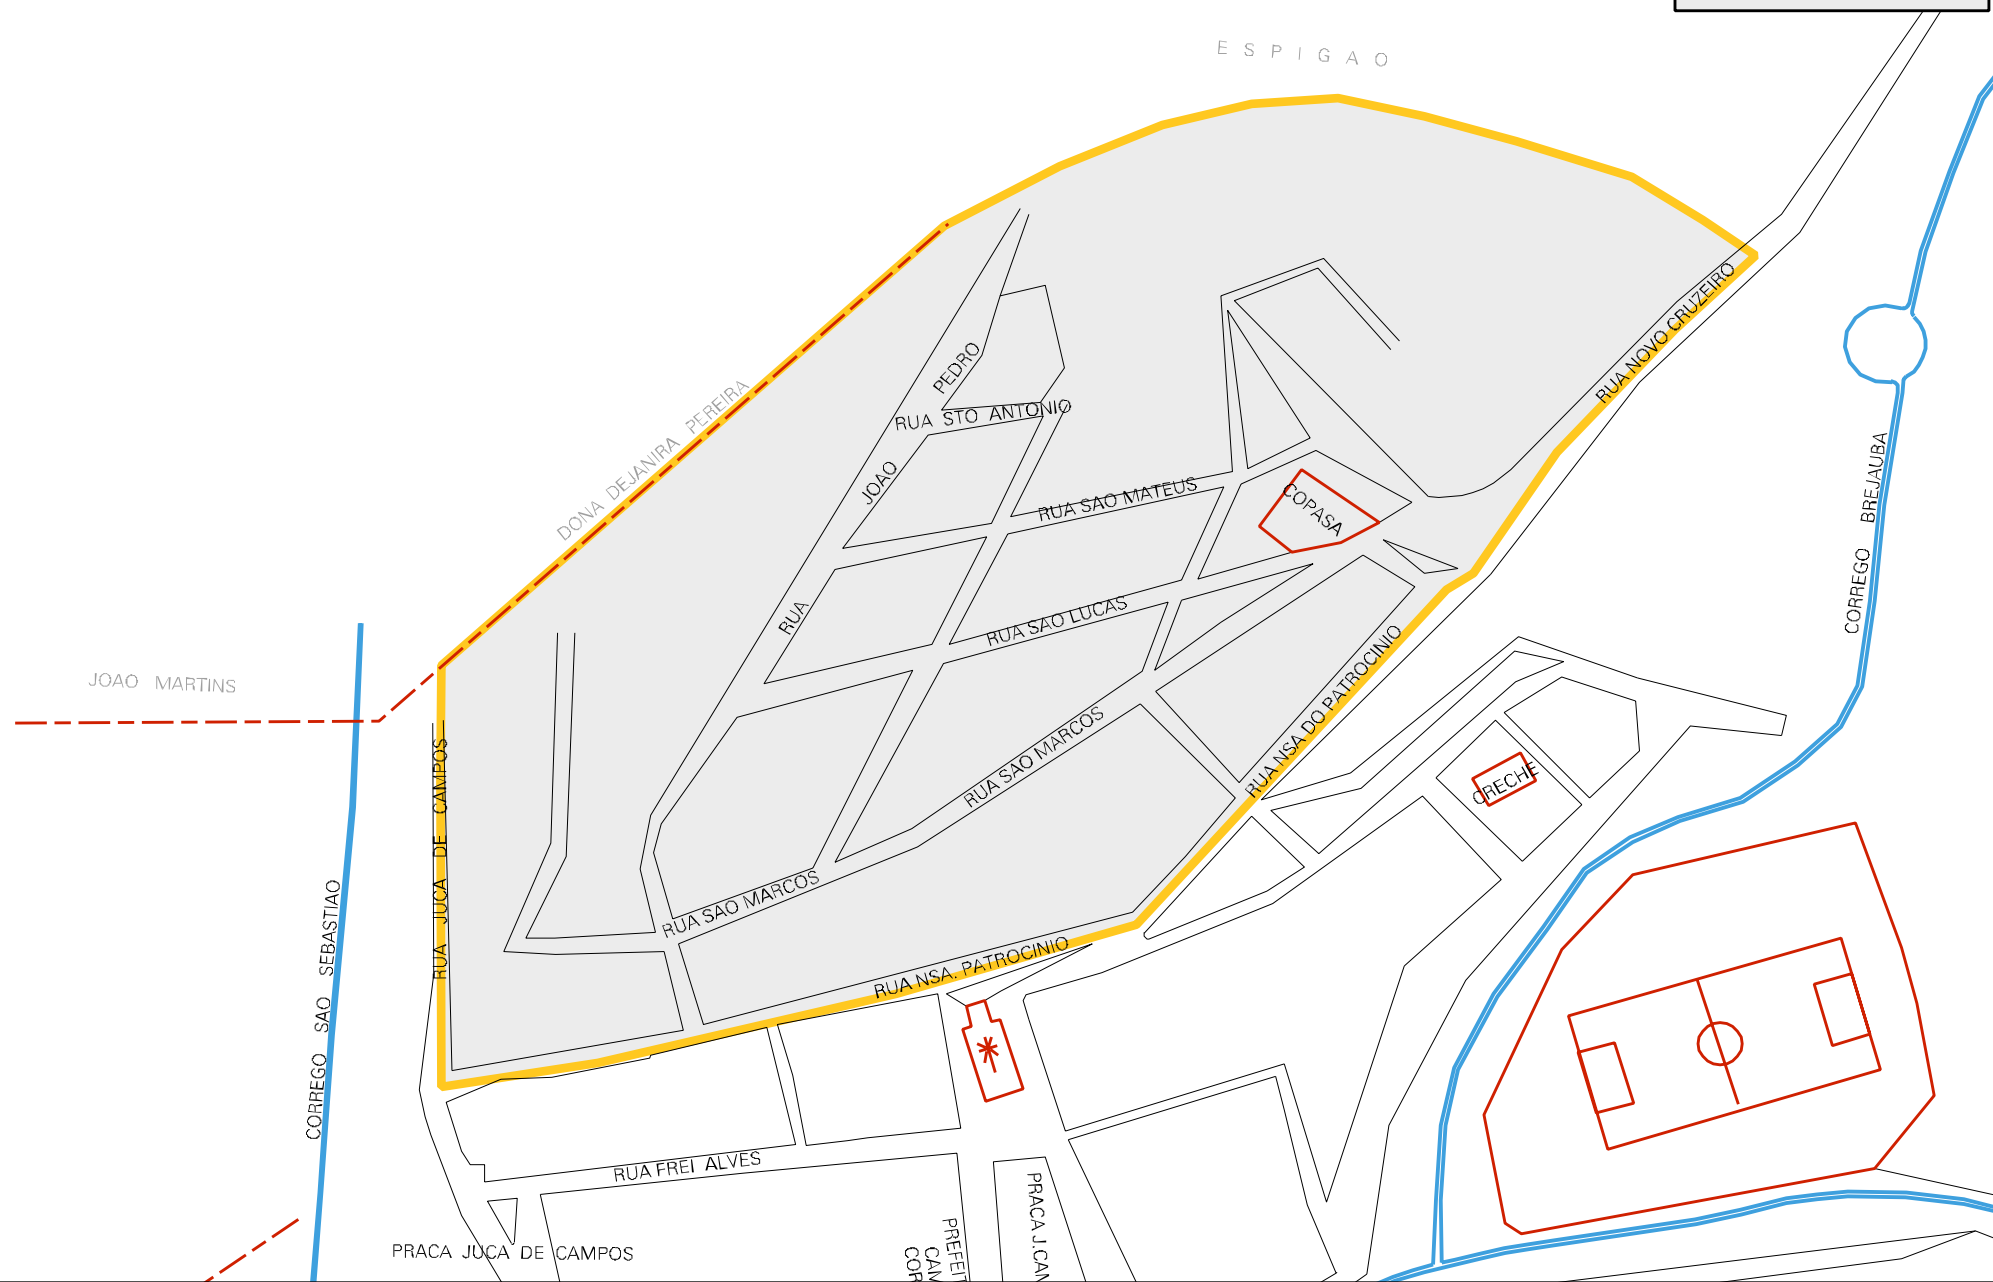 ESPIGAO
DONA DEJANIRA PEREIRA
JOAO MARTINS
RUA JOAO PEDRO
RUA STO ANTONIO
RUA SAO MATEUS
COPASA
RUA NOVO CRUZEIRO
RUA SAO LUCAS
CORREGO BREJAUBA
RUA NSA DO PATROCINIO
RUA SAO MARCOS
CRECHE
RUA JUCA DE CAMPOS
RUA SAO MARCOS
CORREGO SAO SEBASTIAO
RUA NSA. PATROCINIO
RUA FREI ALVES
PRACA JUCA DE CAMPOS
PREFEIT
CAM
COR
PRACA J.CAN